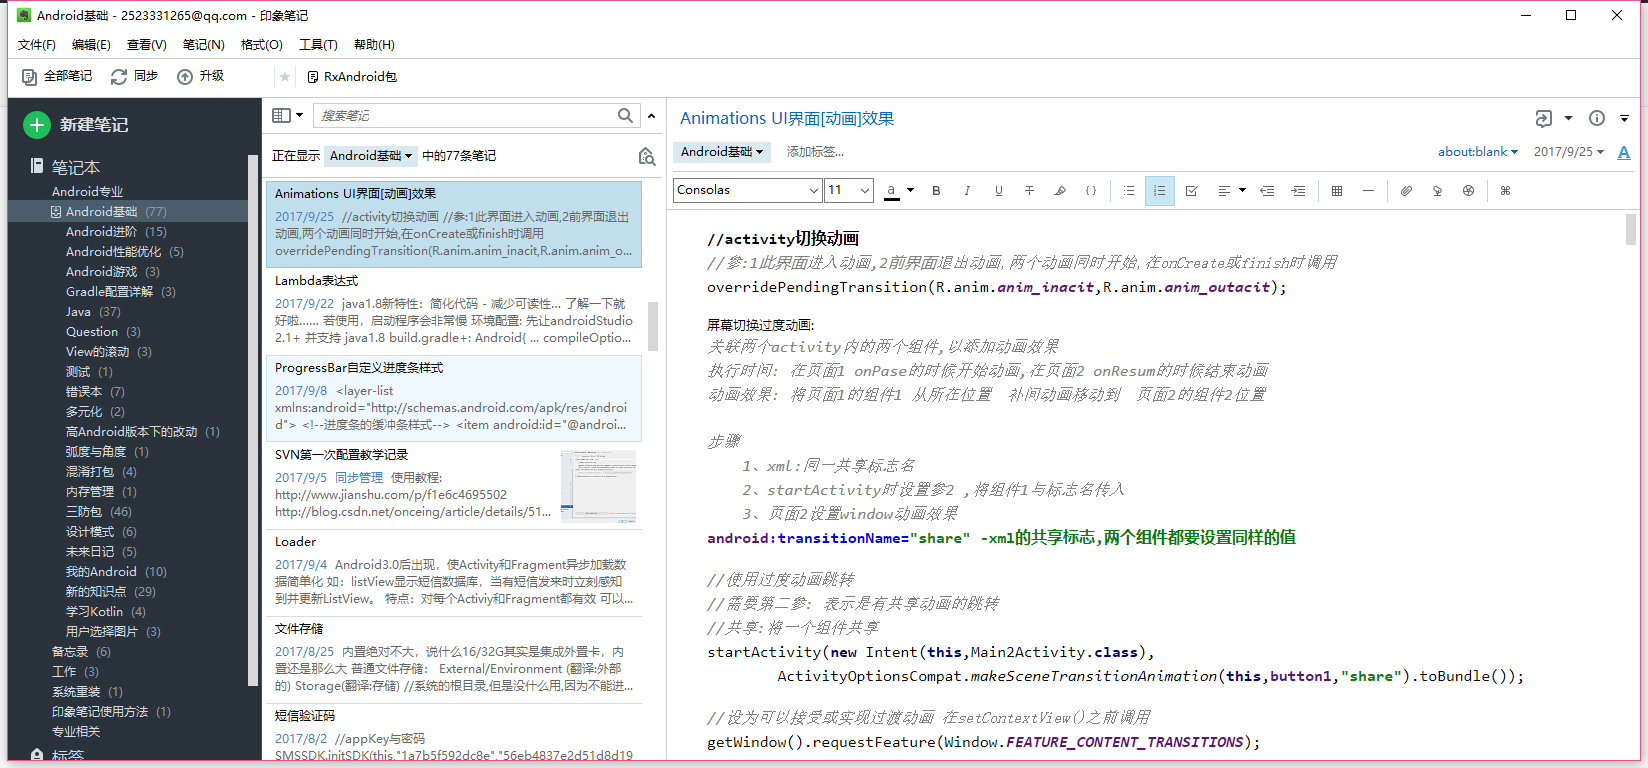 Android基础 - 2523331265@qq.com - 印象笔记
文件(F) 编辑(E) 查看(V) 笔记(N) 格式(O) 工具(T) 帮助(H)
全部笔记 同步 升级 RxAndroid包
新建笔记
笔记本
Android专业
Android基础 (77)
Android进阶 (15)
Android性能优化 (5)
Android游戏 (3)
Gradle配置详解 (3)
Java (37)
Question (3)
View的滚动 (3)
测试 (1)
错误本 (7)
多元化 (2)
高Android版本下的改动 (1)
弧度与角度 (1)
混淆打包 (4)
内存管理 (1)
三防包 (46)
设计模式 (6)
未来日记 (5)
我的Android (10)
新的知识点 (29)
学习Kotlin (4)
用户选择图片 (3)
备忘录 (6)
工作 (3)
系统重装 (1)
印象笔记使用方法 (1)
专业相关
标签
搜索笔记
正在显示 Android基础 中的77条笔记
Animations UI界面[动画]效果
2017/9/25 //activity切换动画 //参:1此界面进入动画,2前界面退出
动画,两个动画同时开始,在onCreate或finish时调用
overridePendingTransition(R.anim.anim_inacit,R.anim.anim_o...
Lambda表达式
2017/9/22 java1.8新特性：简化代码 - 减少可读性... 了解一下就
好啦...... 若使用，启动程序会非常慢 环境配置: 先让androidStudio
2.1+ 并支持 java1.8 build.gradle+: Android{ ... compileOptio...
ProgressBar自定义进度条样式
2017/9/8 <layer-list
xmlns:android="http://schemas.android.com/apk/res/androi
d"> <!--进度条的缓冲条样式--> <item android:id="@androi...
SVN第一次配置教学记录
2017/9/5 同步管理 使用教程:
http://www.jianshu.com/p/f1e6c4695502
http://blog.csdn.net/onceing/article/details/51...
Loader
2017/9/4 Android3.0后出现，使Activity和Fragment异步加载数
据简单化 如：listView显示短信数据库，当有短信发来时立刻感知
到并更新ListView。 特点：对每个Activiy和Fragment都有效 可以...
文件存储
2017/8/25 内置绝对不大，说什么16/32G其实是集成外置卡，内
置还是那么大 普通文件存储： External/Environment (翻译:外部
的) Storage(翻译:存储) //系统的根目录,但是没什么用,因为不能进...
短信验证码
2017/8/2 //appKey与密码
SMSSDK.initSDK(this,"1a7b5f592dc8e","56eb4837e2d51d8d19
Animations UI界面[动画]效果
Android基础 添加标签... about:blank 2017/9/25
Consolas 11
//activity切换动画
//参:1此界面进入动画,2前界面退出动画,两个动画同时开始,在onCreate或finish时调用
overridePendingTransition(R.anim.anim_inacit,R.anim.anim_outacit);
屏幕切换过度动画:
关联两个activity内的两个组件,以添加动画效果
执行时间: 在页面1 onPase的时候开始动画,在页面2 onResum的时候结束动画
动画效果: 将页面1的组件1 从所在位置 补间动画移动到 页面2的组件2位置
步骤
1、xml:同一共享标志名
2、startActivity时设置参2 ,将组件1与标志名传入
3、页面2设置window动画效果
android:transitionName="share" -xml的共享标志,两个组件都要设置同样的值
//使用过度动画跳转
//需要第二参: 表示是有共享动画的跳转
//共享:将一个组件共享
startActivity(new Intent(this,Main2Activity.class),
ActivityOptionsCompat.makeSceneTransitionAnimation(this,button1,"share").toBundle());
//设为可以接受或实现过渡动画 在setContextView()之前调用
getWindow().requestFeature(Window.FEATURE_CONTENT_TRANSITIONS);